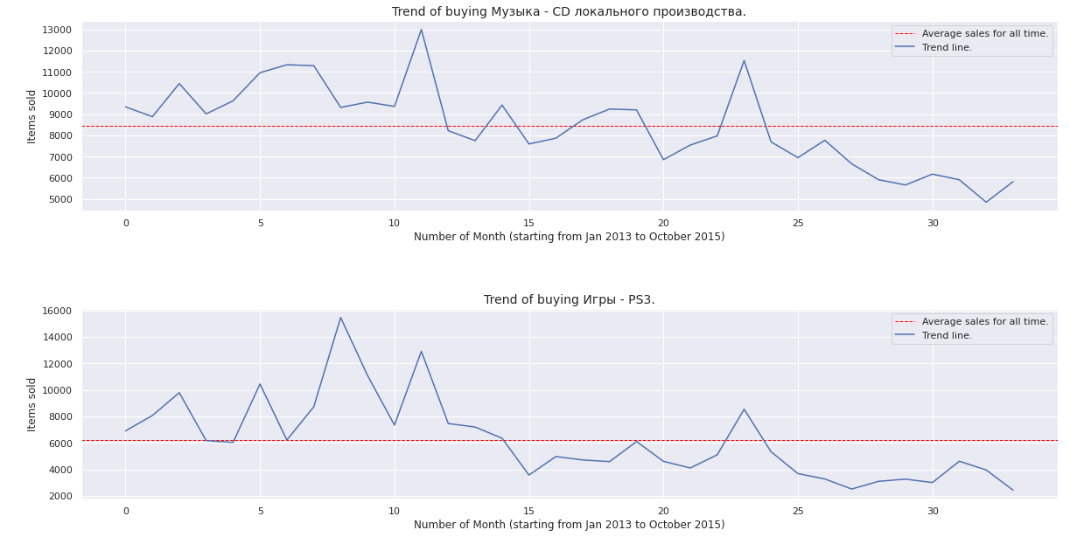 Trend of buying Музыка - CD локального производства.
13000
12000
11000
10000
9000
8000
7000
6000
5000
Items sold
Average sales for all time.
Trend line.
0 5 10 15 20 25 30
Number of Month (starting from Jan 2013 to October 2015)
Trend of buying Игры - PS3.
16000
14000
12000
10000
8000
6000
4000
2000
Items sold
Average sales for all time.
Trend line.
0 5 10 15 20 25 30
Number of Month (starting from Jan 2013 to October 2015)